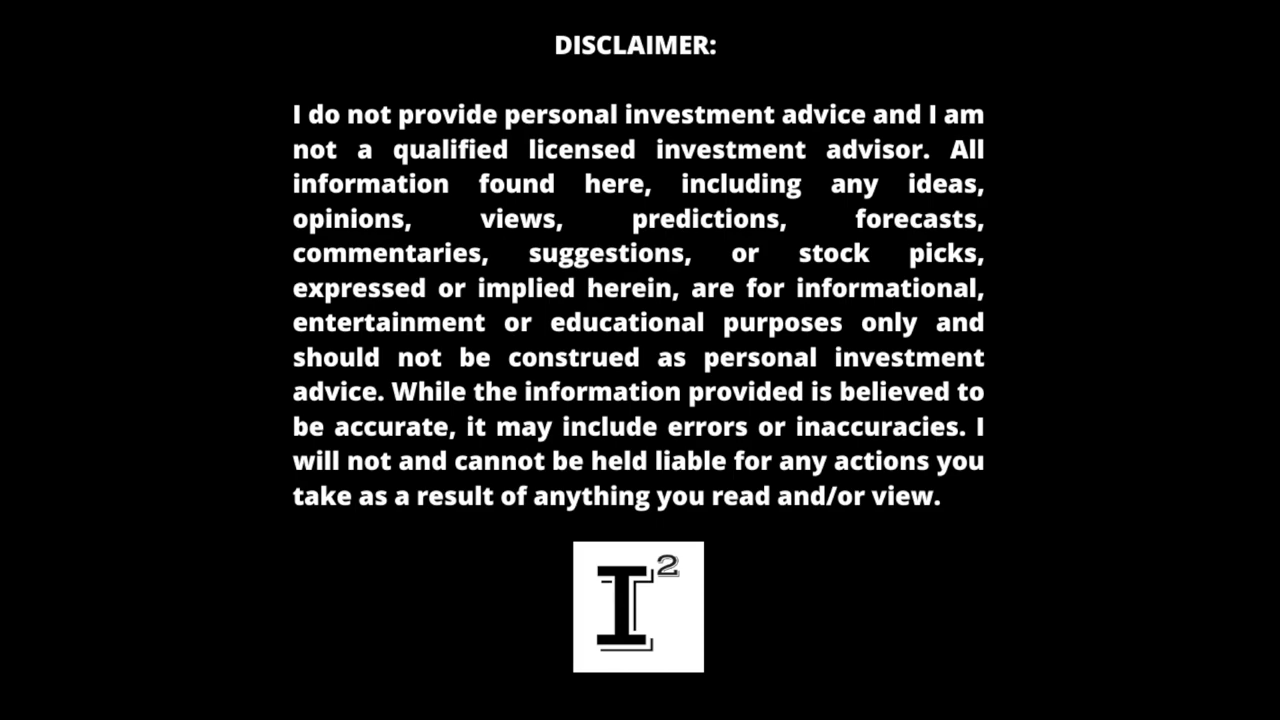 DISCLAIMER:
I do not provide personal investment advice and I am
not a qualified licensed investment advisor. All
information found here, including any ideas,
opinions, views, predictions, forecasts,
commentaries, suggestions, or stock picks,
expressed or implied herein, are for informational,
entertainment or educational purposes only and
should not be construed as personal investment
advice. While the information provided is believed to
be accurate, it may include errors or inaccuracies. I
will not and cannot be held liable for any actions you
take as a result of anything you read and/or view.
I²